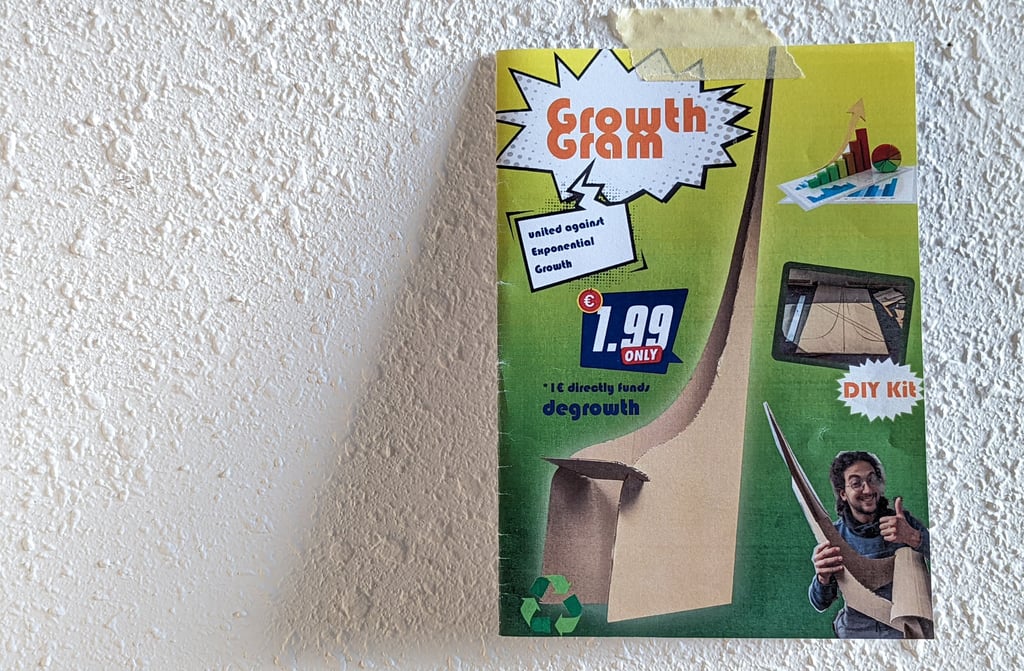 Growth
Gram
united against
Exponential
Growth
€
1.99
ONLY
*1€ directly funds
degrowth
DIY Kit